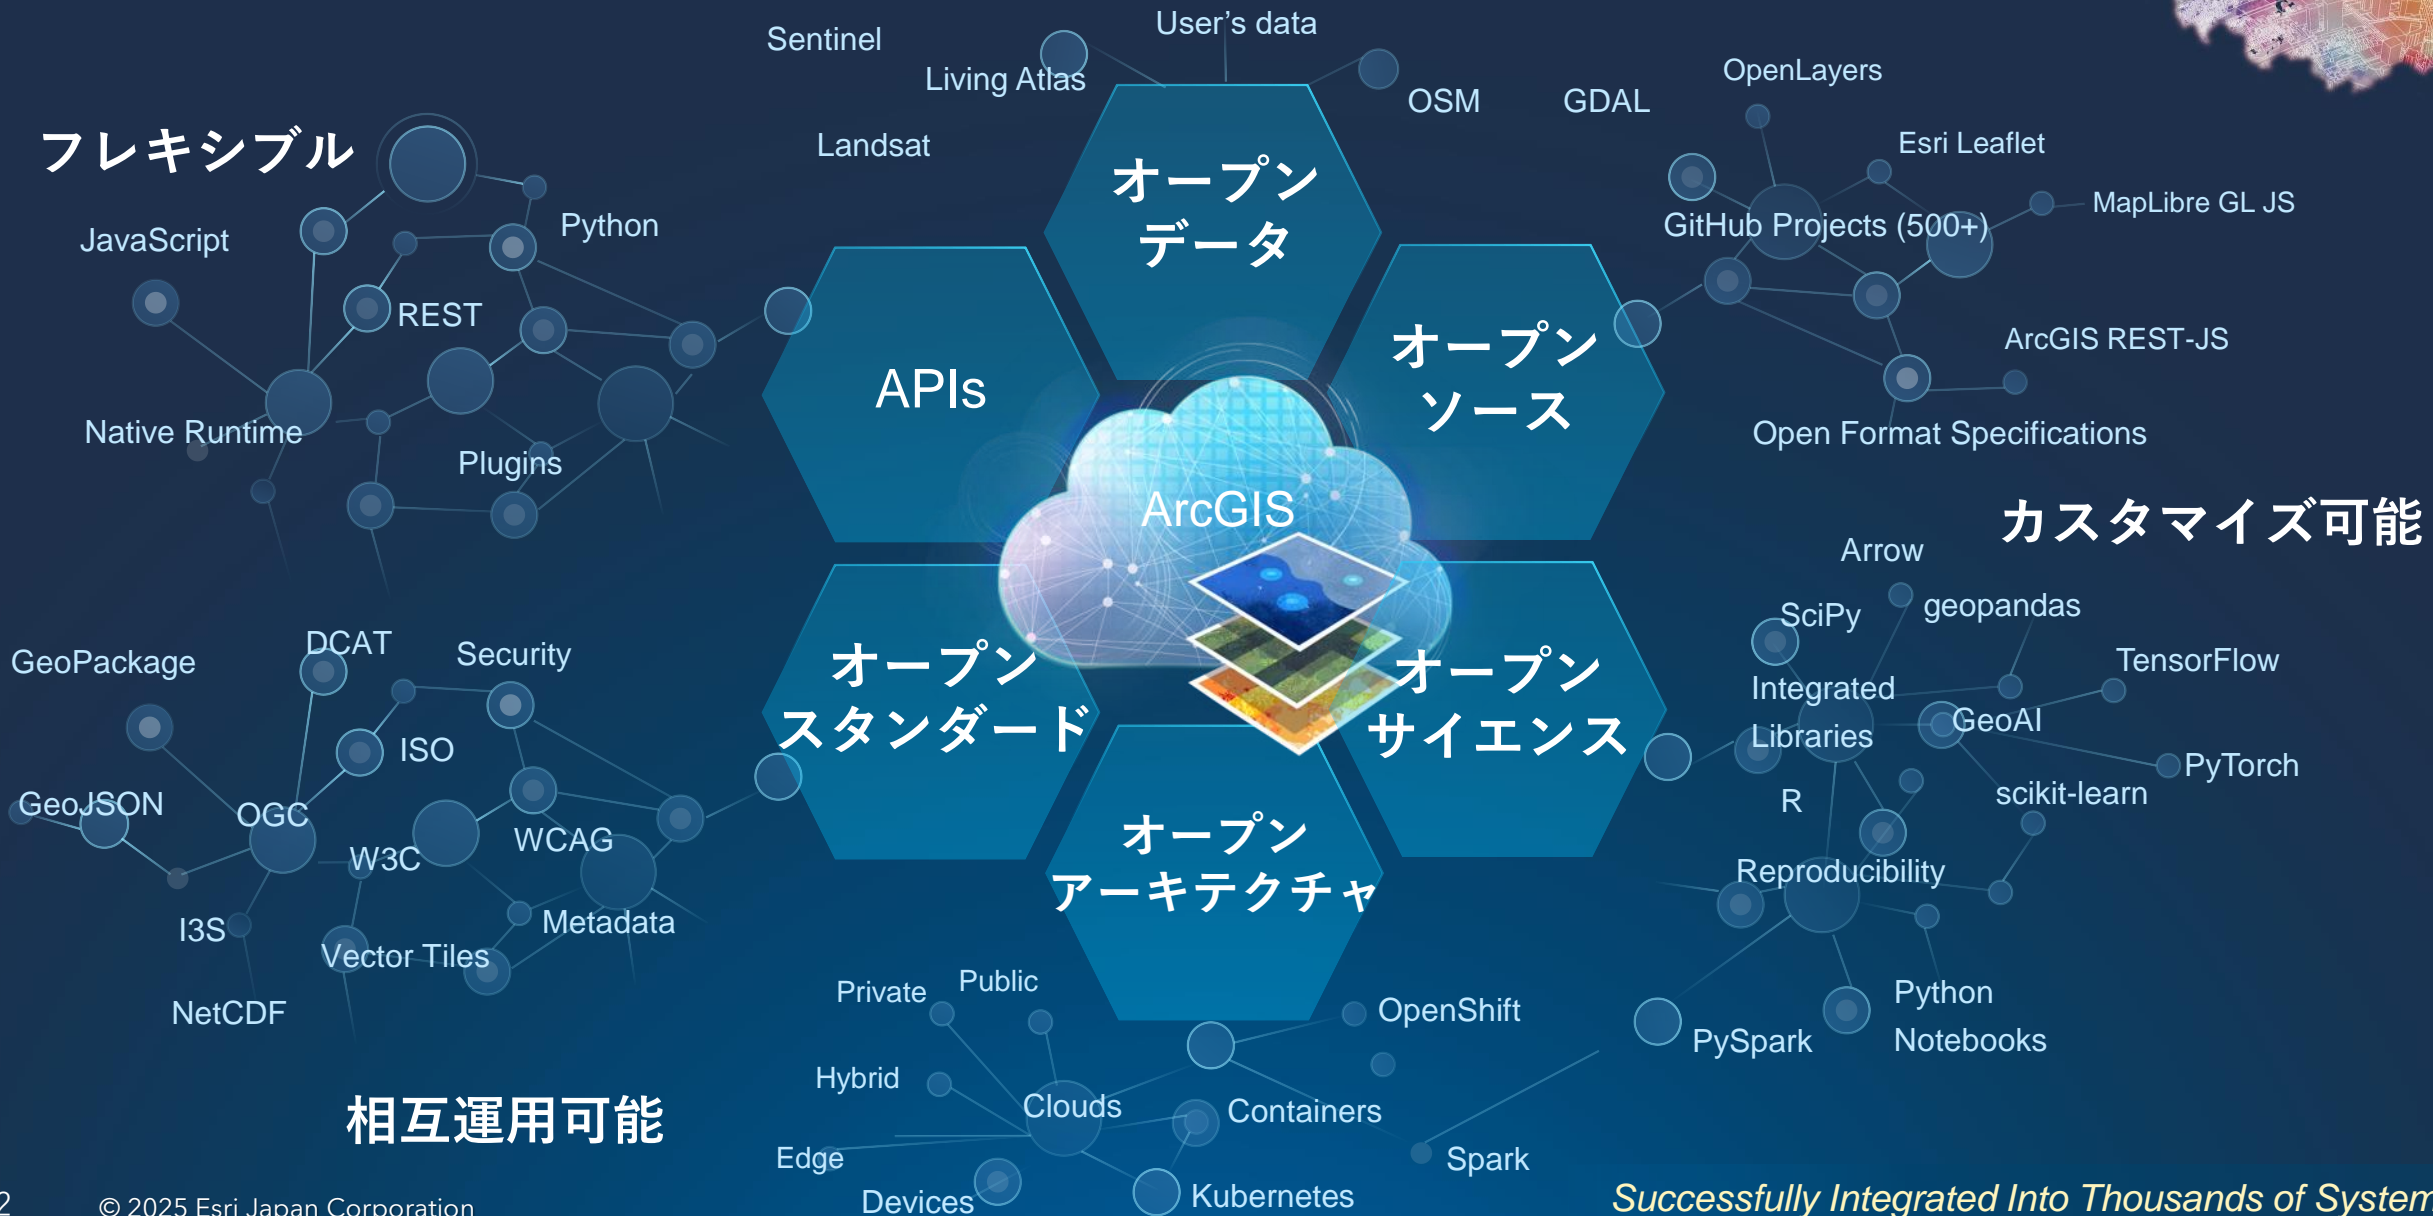 User's data
Sentinel
Living Atlas
OSM
GDAL
Landsat
OpenLayers
Esri Leaflet
MapLibre GL JS
GitHub Projects (500+)
ArcGIS REST-JS
Open Format Specifications
フレキシブル
JavaScript
Python
REST
Native Runtime
Plugins
オープン
データ
APIs
オープン
ソース
ArcGIS
カスタマイズ可能
オープン
スタンダード
オープン
サイエンス
オープン
アーキテクチャ
Arrow
SciPy
geopandas
TensorFlow
Integrated
Libraries
GeoAI
PyTorch
R
scikit-learn
Reproducibility
Python
Notebooks
PySpark
GeoPackage
DCAT
Security
ISO
GeoJSON
OGC
W3C
WCAG
I3S
Metadata
Vector Tiles
NetCDF
相互運用可能
Private
Public
OpenShift
Hybrid
Clouds
Containers
Edge
Spark
Devices
Kubernetes
2
© 2025 Esri Japan Corporation
Successfully Integrated Into Thousands of System